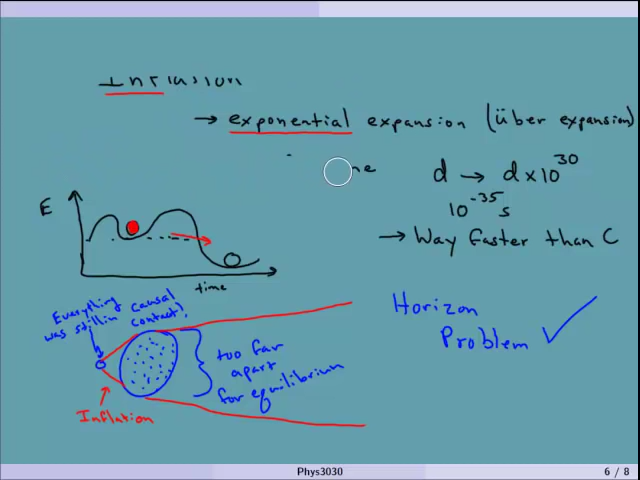 Inflation
→ exponential expansion (über expansion)
d → d x 10^30
10^-35 s
→ Way faster than C
E
time
Everything
was still in causal
contact!
too far
apart
for equilibrium
Inflation
Horizon
Problem ✓
Phys3030
6 / 8